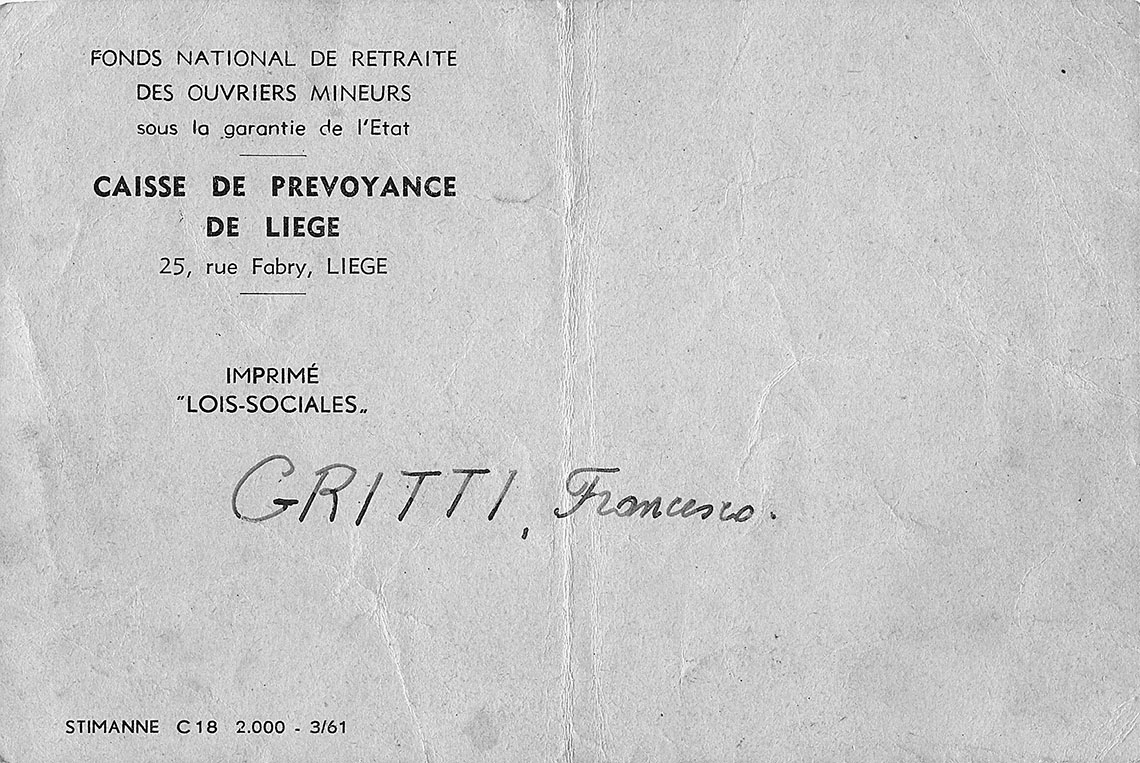 FONDS NATIONAL DE RETRAITE
DES OUVRIERS MINEURS
sous la garantie de l'Etat
CAISSE DE PREVOYANCE
DE LIEGE
25, rue Fabry, LIEGE
IMPRIMÉ
"LOIS-SOCIALES„
GRITTI, Francesco.
STIMANNE C18 2.000 - 3/61